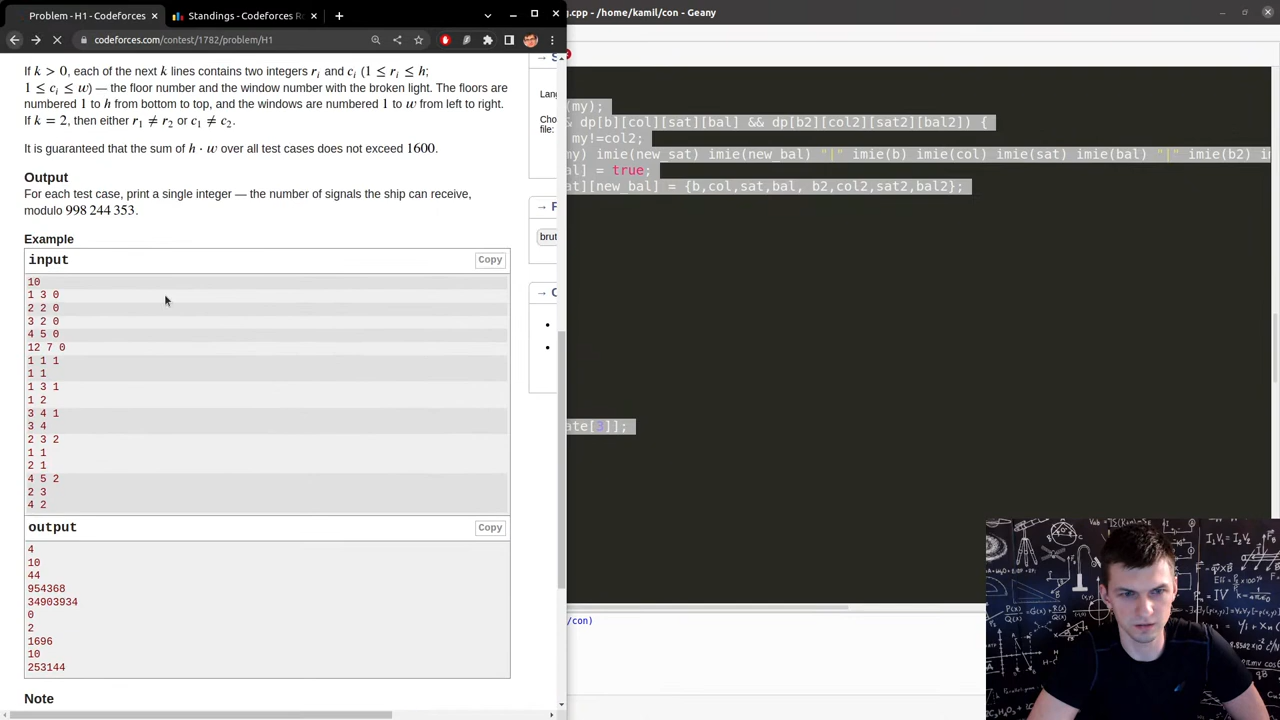 Problem - H1 - Codeforces
Standings - Codeforces Ro
g.cpp - /home/kamil/con - Geany
codeforces.com/contest/1782/problem/H1
If k > 0, each of the next k lines contains two integers r_i and c_i (1 ≤ r_i ≤ h;
1 ≤ c_i ≤ w) — the floor number and the window number with the broken light. The floors are
numbered 1 to h from bottom to top, and the windows are numbered 1 to w from left to right.
If k = 2, then either r_1 ≠ r_2 or c_1 ≠ c_2.
It is guaranteed that the sum of h · w over all test cases does not exceed 1600.
Output
For each test case, print a single integer — the number of signals the ship can receive,
modulo 998 244 353.
Example
input
Copy
10
1 3 0
2 2 0
3 2 0
4 5 0
12 7 0
1 1 1
1 1
1 3 1
1 2
3 4 1
3 4
2 3 2
1 1
2 1
4 5 2
2 3
4 2
output
Copy
4
10
44
954368
34903934
0
2
1696
10
253144
Note
→ S
Lang
Cho
file:
→ F
brut
→ C
(my);
& dp[b][col][sat][bal] && dp[b2][col2][sat2][bal2]) {
my!=col2;
my) imie(new_sat) imie(new_bal) "|" imie(b) imie(col) imie(sat) imie(bal) "|" imie(b2) i
al] = true;
at][new_bal] = {b,col,sat,bal, b2,col2,sat2,bal2};
ate[3]];
/con)